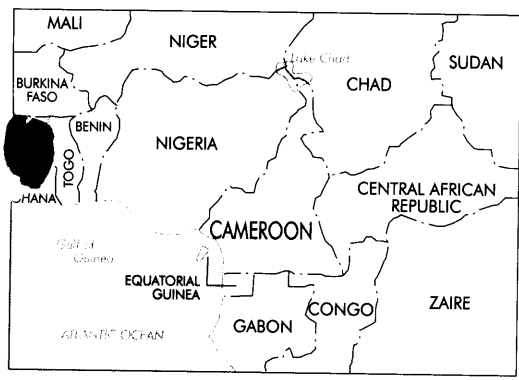 MALI
NIGER
Lake Chad
CHAD
SUDAN
BURKINA
FASO
BENIN
NIGERIA
TOGO
HANA
CENTRAL AFRICAN
REPUBLIC
CAMEROON
Gulf of
Guinea
EQUATORIAL
GUINEA
GABON
CONGO
ZAIRE
ATLANTIC OCEAN